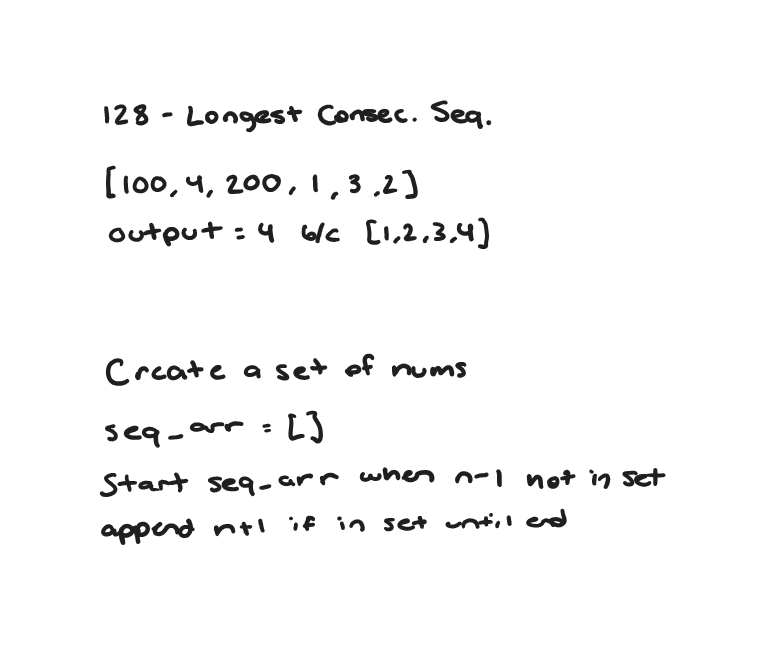 128 - Longest Consec. Seq.
[100, 4, 200, 1, 3, 2]
output = 4 b/c [1,2,3,4]
Create a set of nums
seq_arr = []
Start seq_arr when n-1 not in set
append n+1 if in set until end